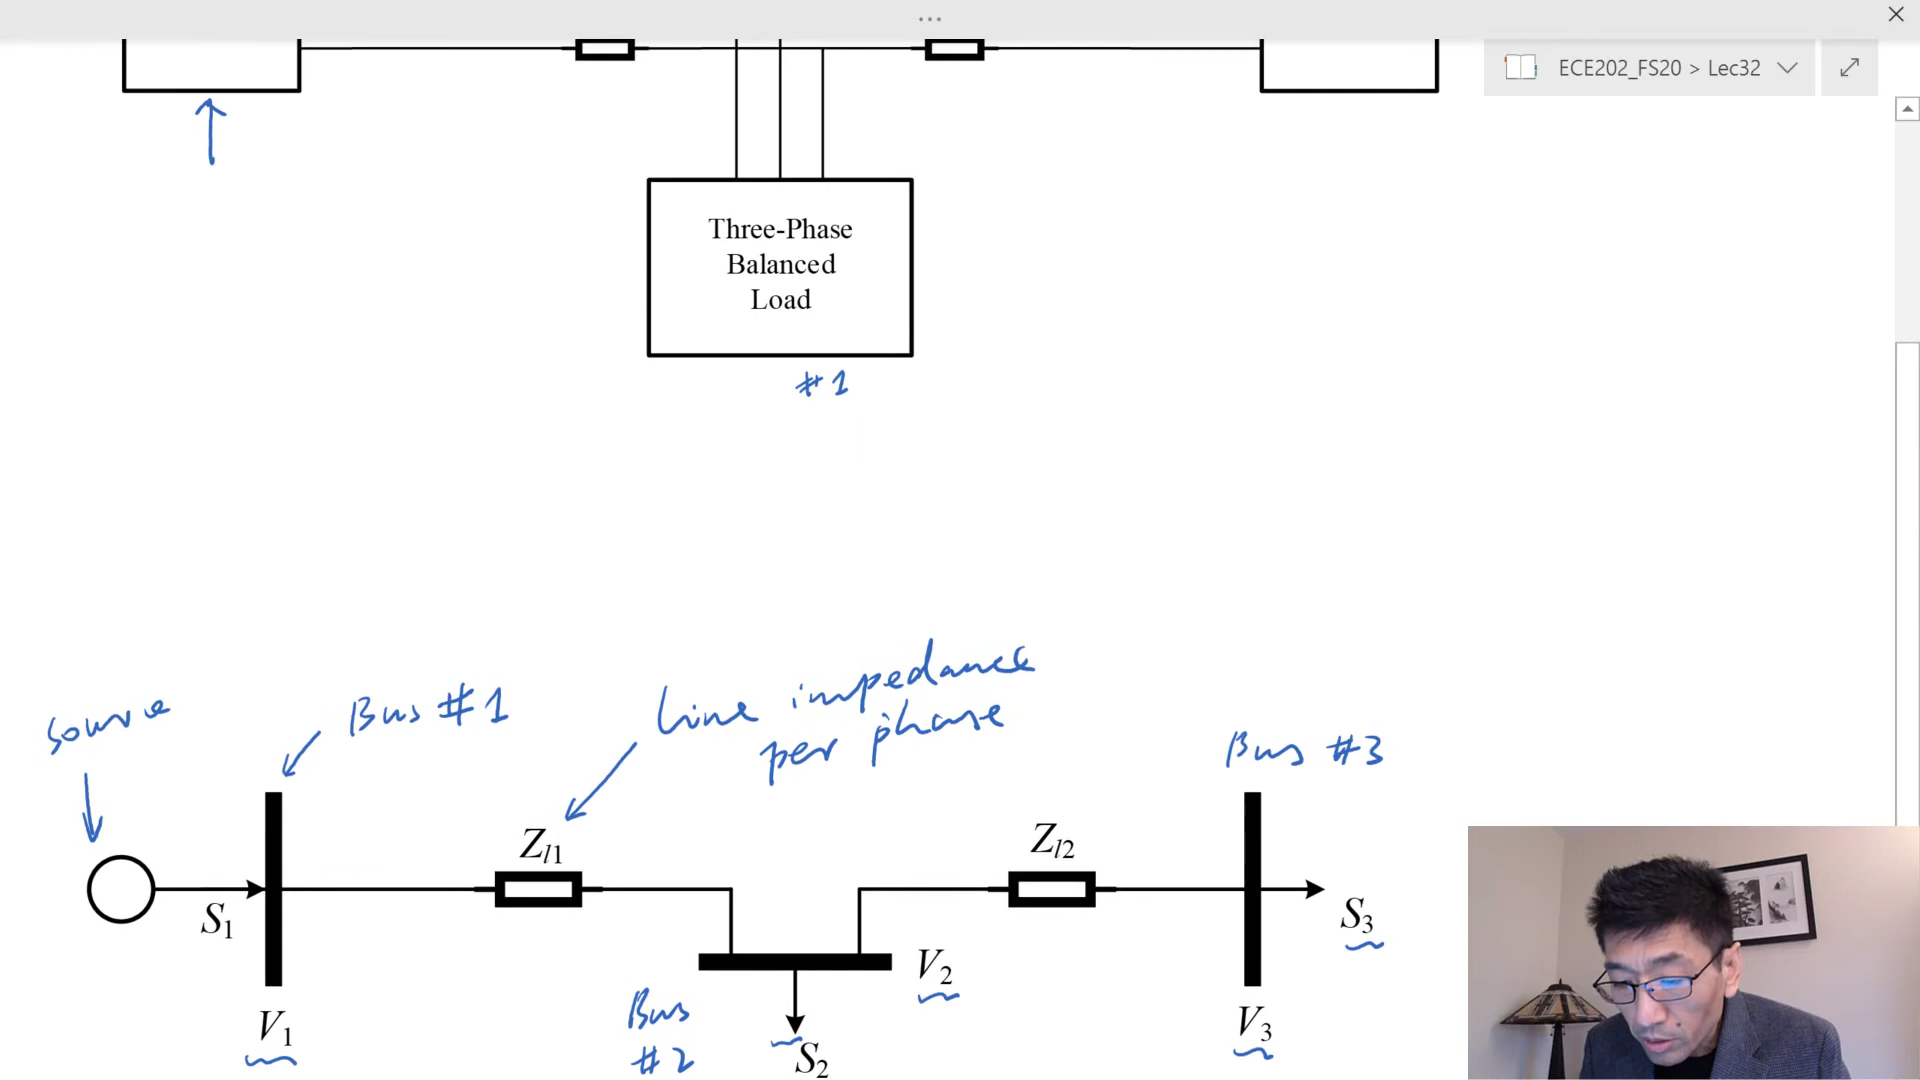 ...
ECE202_FS20 > Lec32
Three-Phase
Balanced
Load
#1
source
Bus #1
line impedance
per phase
Bus #3
Zl1
Zl2
S1
S3
V2
V1
Bus
#2
S2
V3